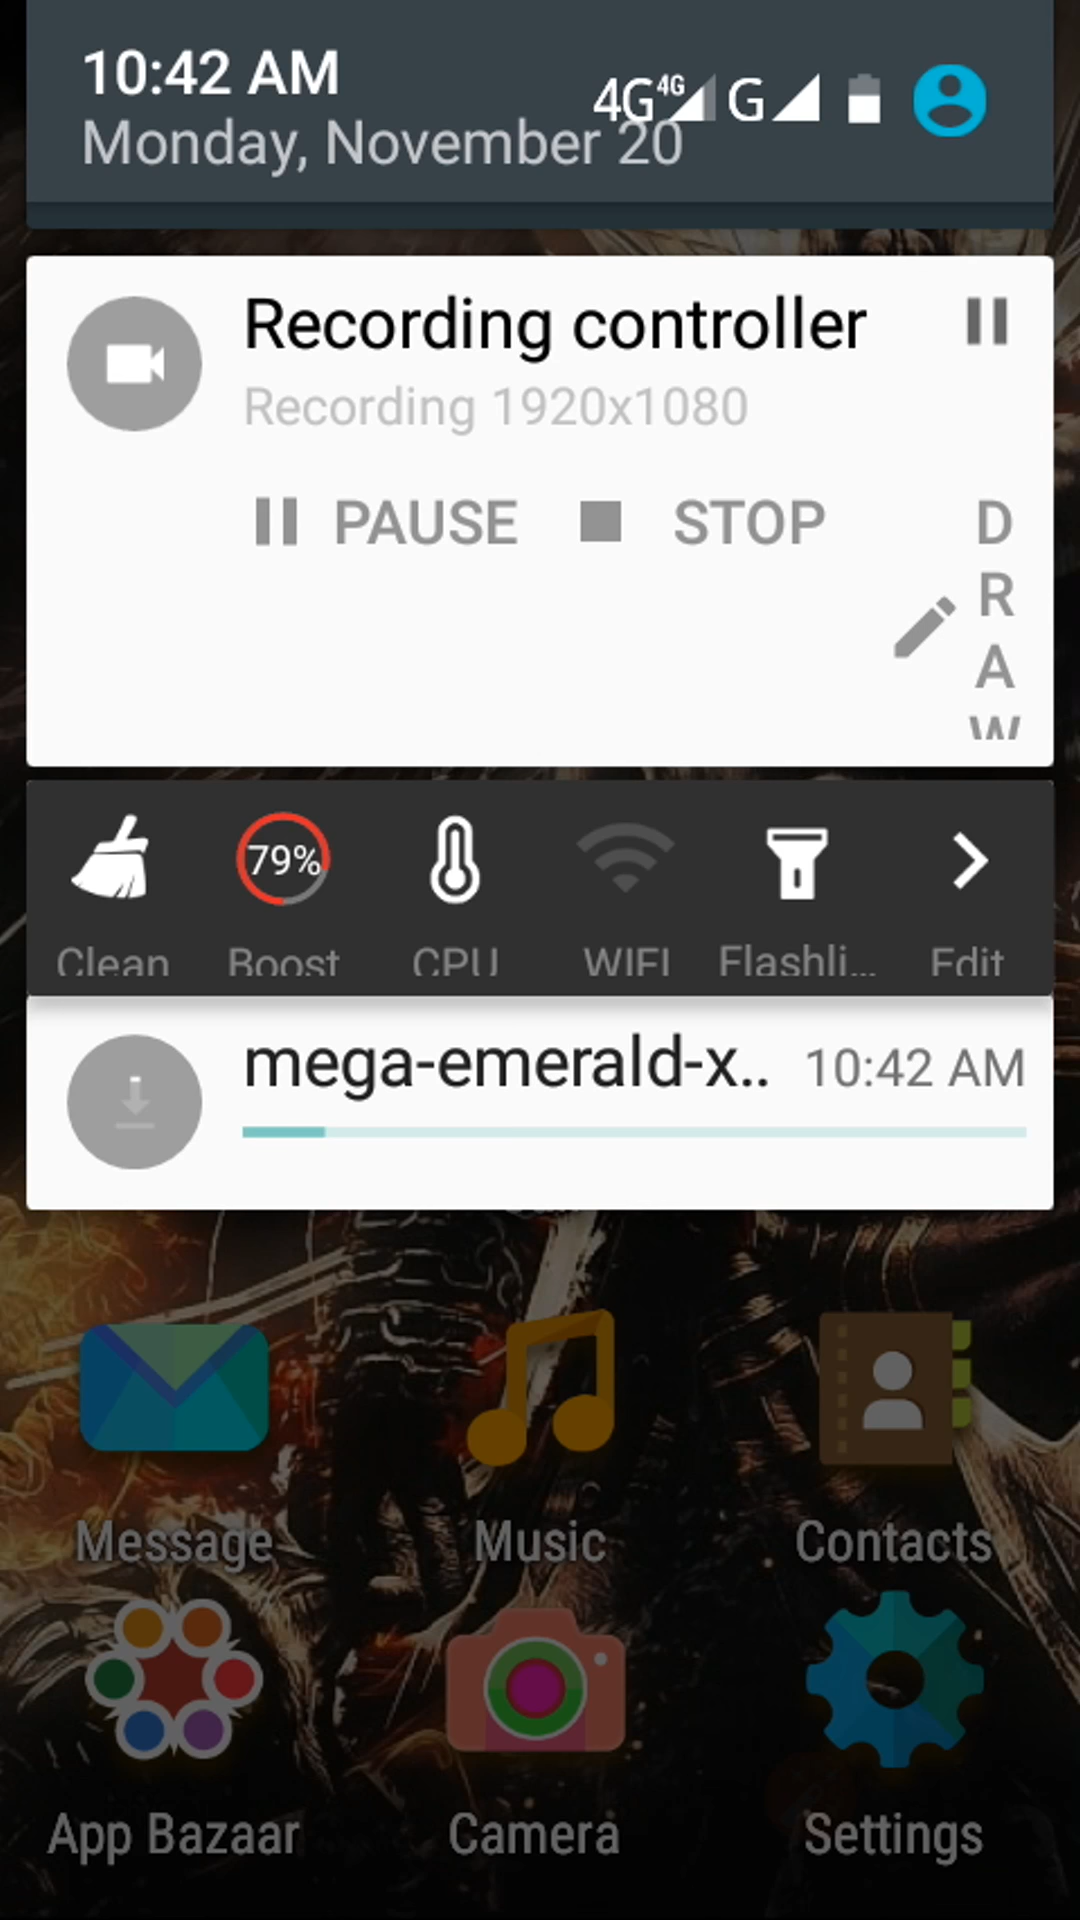 10:42 AM
4G 4G G
Monday, November 20
Recording controller
Recording 1920x1080
PAUSE STOP DRAW
Clean 79% Boost CPU WIFI Flashli... Edit
mega-emerald-x.. 10:42 AM
Message Music Contacts
App Bazaar Camera Settings